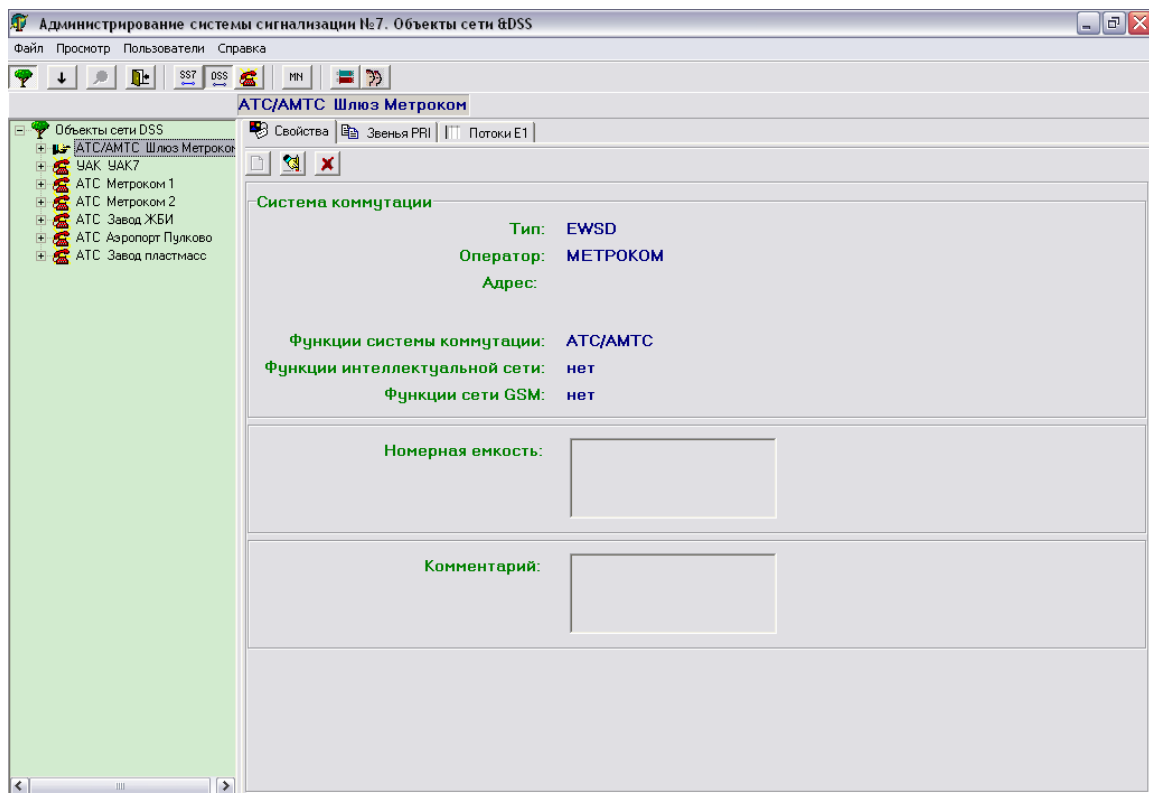 Администрирование системы сигнализации №7. Объекты сети &DSS
Файл Просмотр Пользователи Справка
SS7 DSS MN
АТС/АМТС Шлюз Метроком
Объекты сети DSS
АТС/АМТС Шлюз Метроком
УАК УАК7
АТС Метроком 1
АТС Метроком 2
АТС Завод ЖБИ
АТС Аэропорт Пулково
АТС Завод пластмасс
Свойства Звенья PRI Потоки E1
Система коммутации
Тип: EWSD
Оператор: МЕТРОКОМ
Адрес:
Функции системы коммутации: АТС/АМТС
Функции интеллектуальной сети: нет
Функции сети GSM: нет
Номерная емкость:
Комментарий: